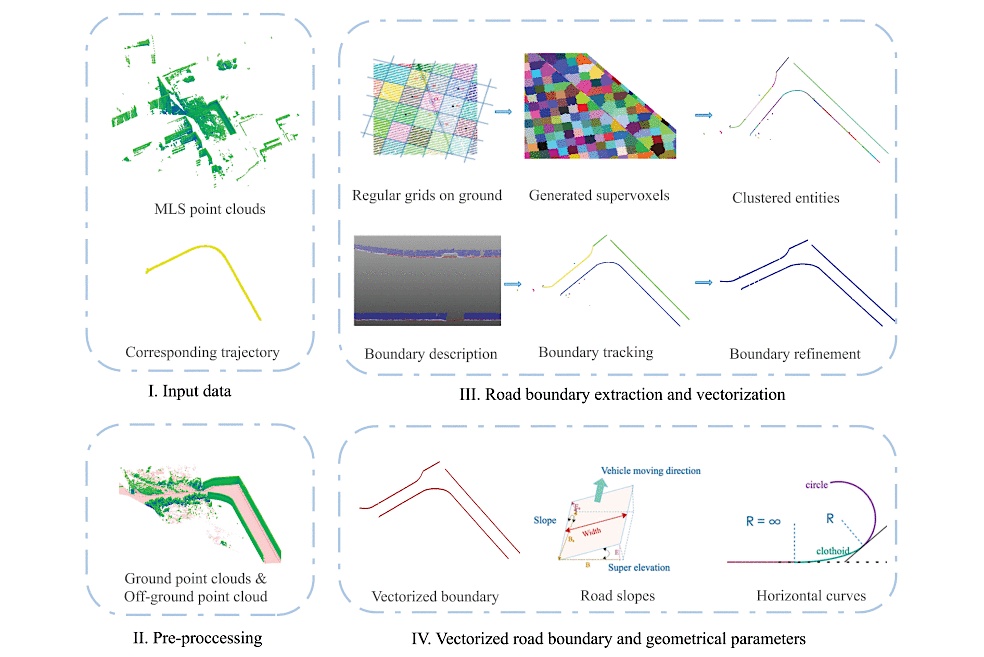 MLS point clouds
Corresponding trajectory
I. Input data
Regular grids on ground
Generated supervoxels
Clustered entities
Boundary description
Boundary tracking
Boundary refinement
III. Road boundary extraction and vectorization
Ground point clouds &
Off-ground point cloud
II. Pre-proccessing
Vectorized boundary
Vehicle moving direction
Slope
Width
B
E
Super elevation
Road slopes
circle
R = ∞
R
clothoid
Horizontal curves
IV. Vectorized road boundary and geometrical parameters